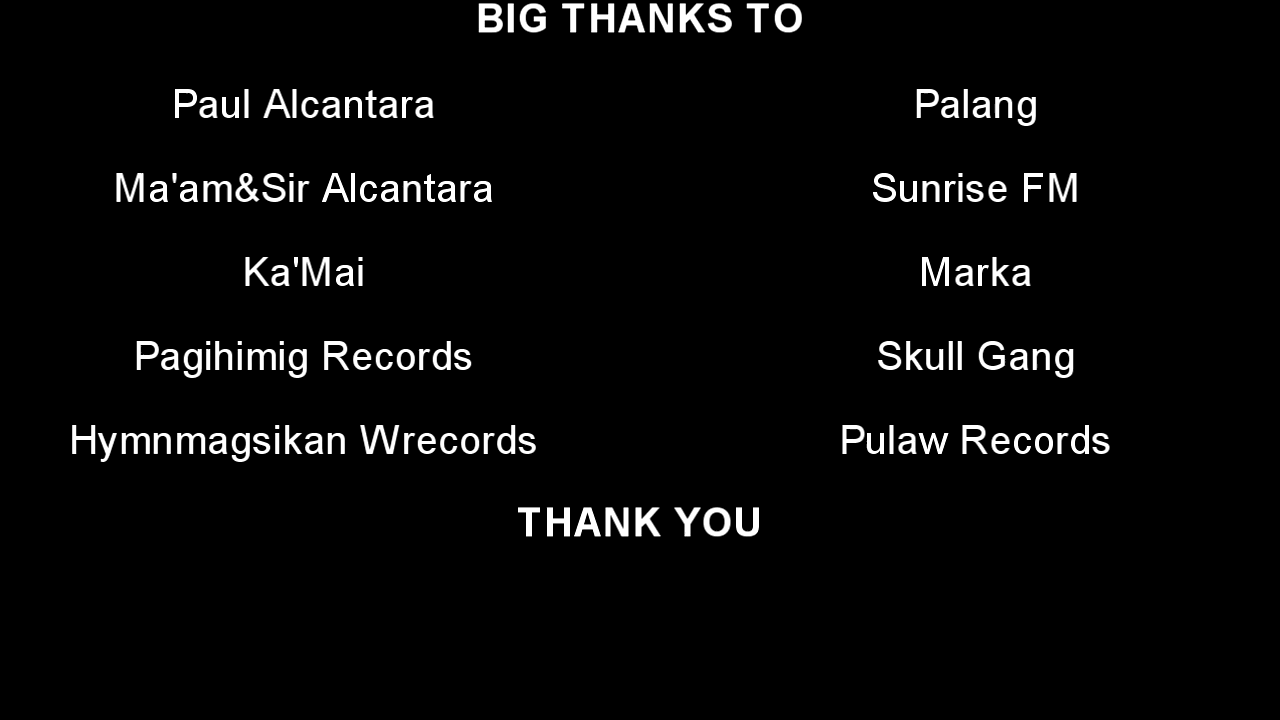 BIG THANKS TO
Paul Alcantara
Palang
Ma'am&Sir Alcantara
Sunrise FM
Ka'Mai
Marka
Pagihimig Records
Skull Gang
Hymnmagsikan Wrecords
Pulaw Records
THANK YOU